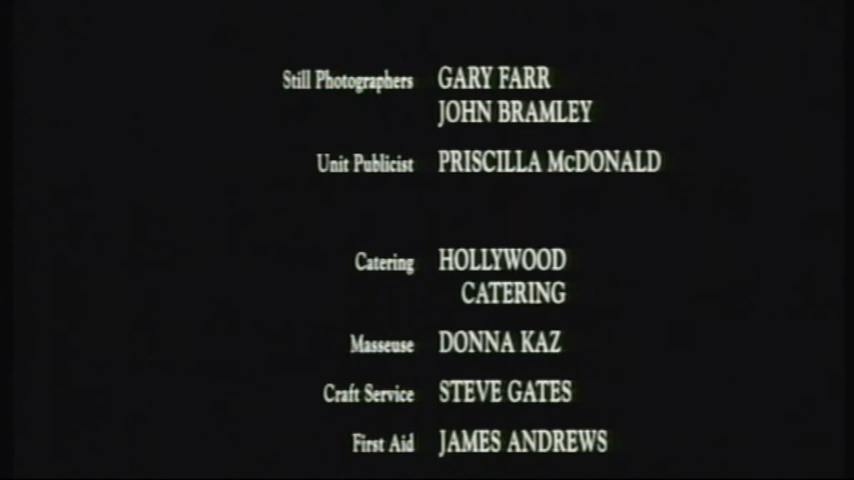 Still Photographers GARY FARR
JOHN BRAMLEY
Unit Publicist PRISCILLA McDONALD
Catering HOLLYWOOD
CATERING
Masseuse DONNA KAZ
Craft Service STEVE GATES
First Aid JAMES ANDREWS